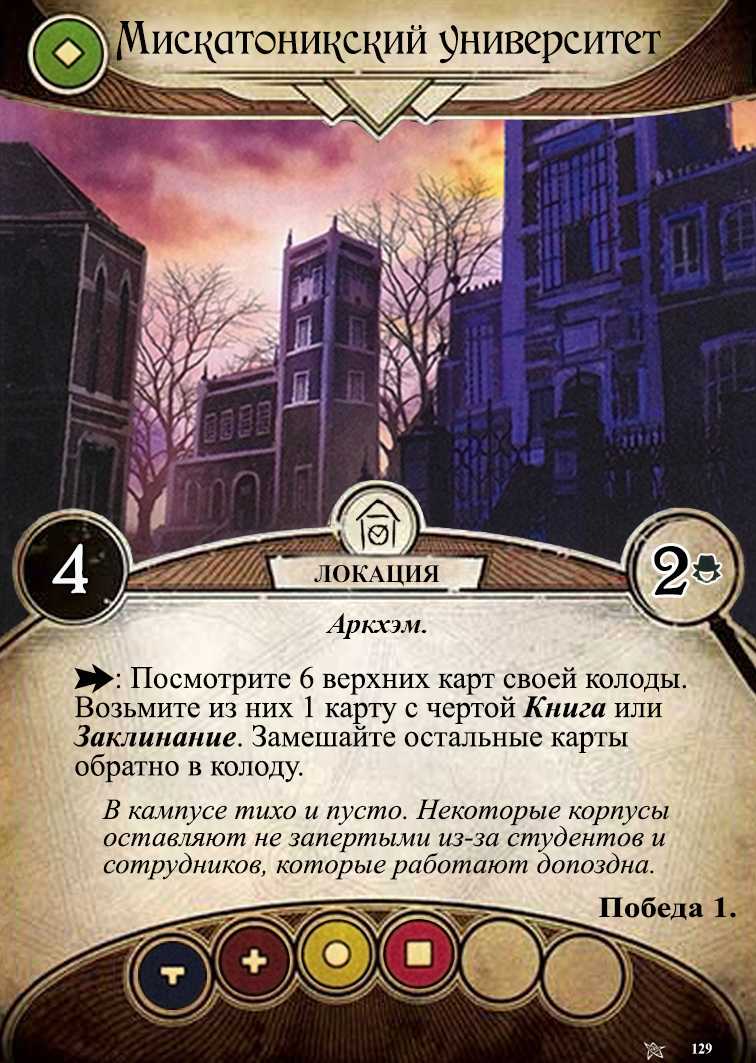 Мискатоникский университет
4
ЛОКАЦИЯ
2
Аркхэм.
: Посмотрите 6 верхних карт своей колоды.
Возьмите из них 1 карту с чертой Книга или
Заклинание. Замешайте остальные карты
обратно в колоду.
В кампусе тихо и пусто. Некоторые корпусы
оставляют не запертыми из-за студентов и
сотрудников, которые работают допоздна.
Победа 1.
129